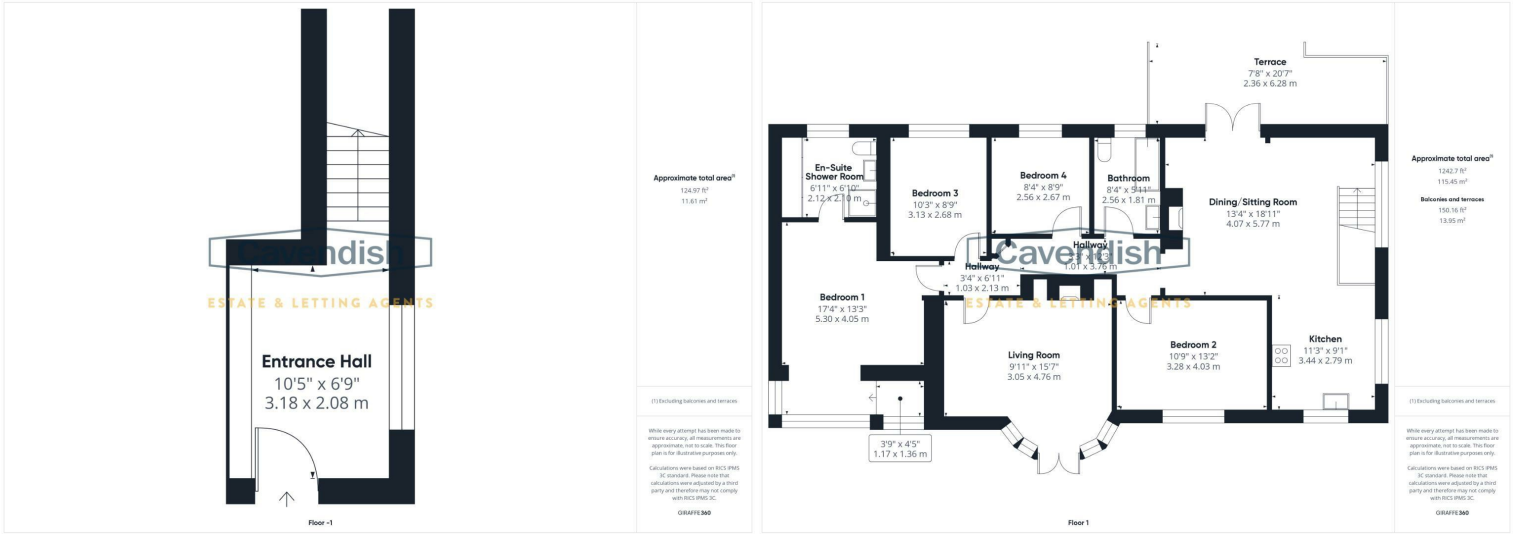 Entrance Hall
10'5" x 6'9"
3.18 x 2.08 m
Cavendish
ESTATE & LETTING AGENTS
Floor -1
Approximate total area⁽¹⁾
124.97 ft²
11.61 m²
(1) Excluding balconies and terraces
While every attempt has been made to
ensure accuracy, all measurements are
approximate, not to scale. This floor
plan is for illustrative purposes only.
Calculations were based on RICS IPMS
3C standard. Please note that
calculations were adjusted by a third
party and therefore may not comply
with RICS IPMS 3C.
GIRAFFE360
Terrace
7'8" x 20'7"
2.36 x 6.28 m
En-Suite
Shower Room
6'11" x 6'10"
2.12 x 2.10 m
Bedroom 3
10'3" x 8'9"
3.13 x 2.68 m
Bedroom 4
8'4" x 8'9"
2.56 x 2.67 m
Bathroom
8'4" x 5'11"
2.56 x 1.81 m
Dining/Sitting Room
13'4" x 18'11"
4.07 x 5.77 m
Hallway
3'3" x 12'3"
1.01 x 3.76 m
Hallway
3'4" x 6'11"
1.03 x 2.13 m
Cavendish
ESTATE & LETTING AGENTS
Bedroom 1
17'4" x 13'3"
5.30 x 4.05 m
Living Room
9'11" x 15'7"
3.05 x 4.76 m
Bedroom 2
10'9" x 13'2"
3.28 x 4.03 m
Kitchen
11'3" x 9'1"
3.44 x 2.79 m
3'9" x 4'5"
1.17 x 1.36 m
Floor 1
Approximate total area⁽¹⁾
1242.7 ft²
115.45 m²
Balconies and terraces
150.16 ft²
13.95 m²
(1) Excluding balconies and terraces
While every attempt has been made to
ensure accuracy, all measurements are
approximate, not to scale. This floor
plan is for illustrative purposes only.
Calculations were based on RICS IPMS
3C standard. Please note that
calculations were adjusted by a third
party and therefore may not comply
with RICS IPMS 3C.
GIRAFFE360